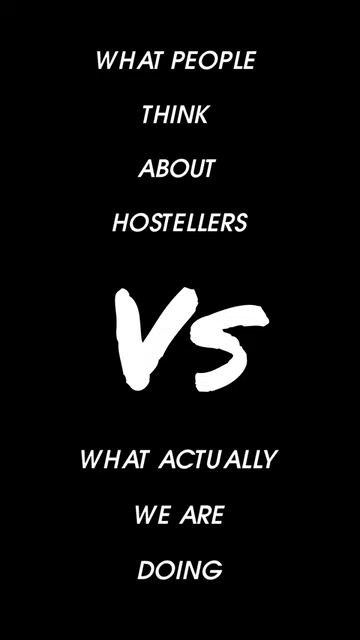 WHAT PEOPLE
THINK
ABOUT
HOSTELLERS
VS
WHAT ACTUALLY
WE ARE
DOING